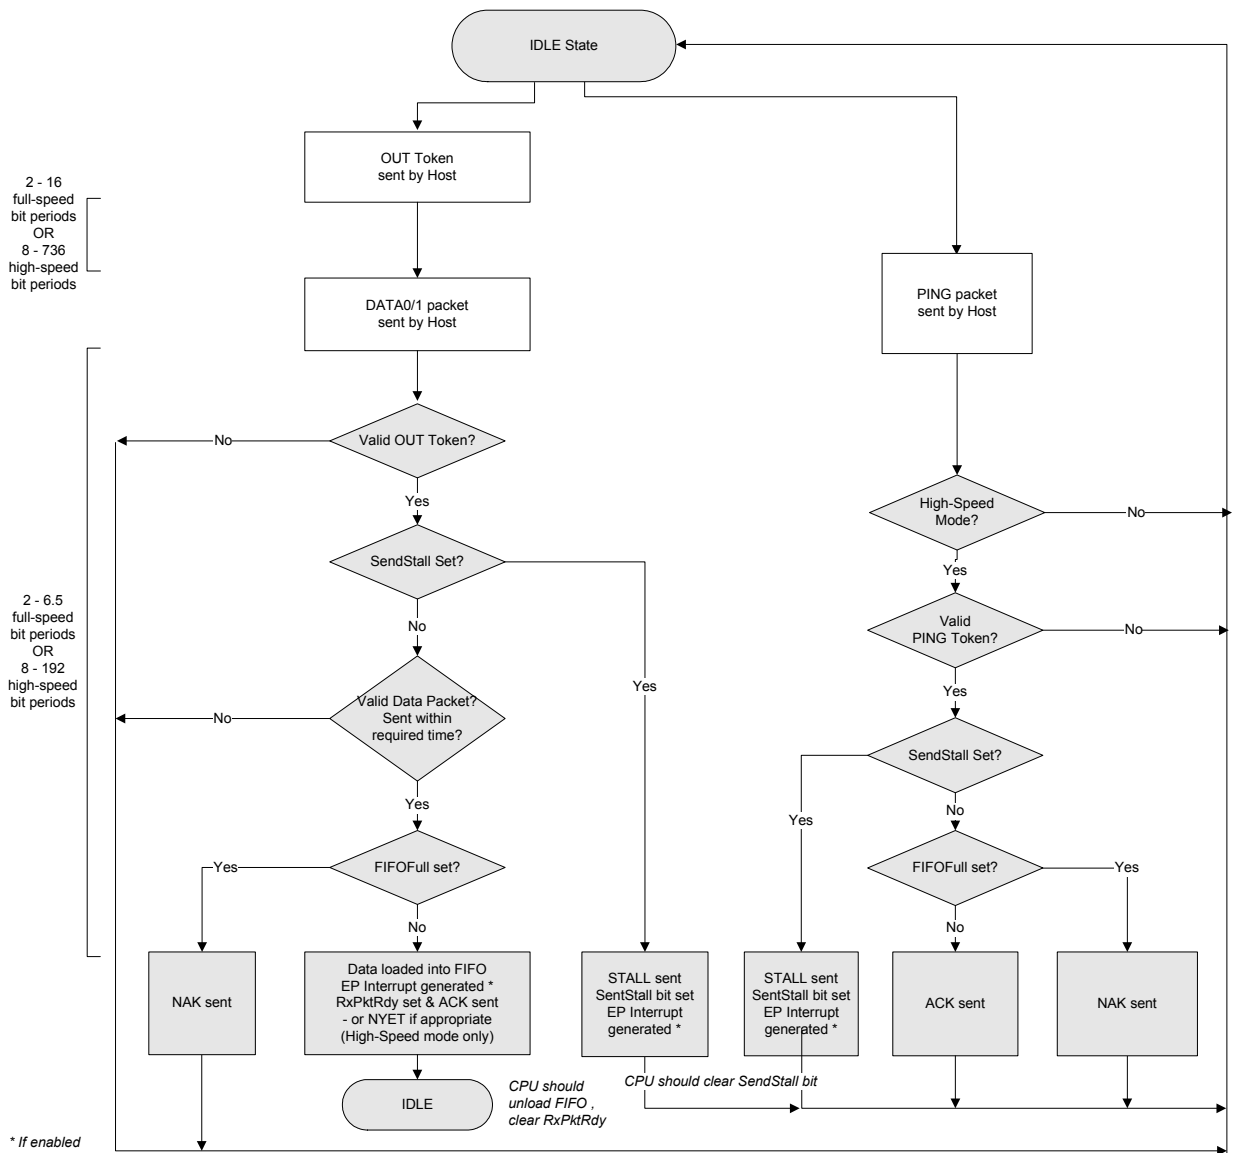 IDLE State
OUT Token
sent by Host
2 - 16
full-speed
bit periods
OR
8 - 736
high-speed
bit periods
DATA0/1 packet
sent by Host
PING packet
sent by Host
Valid OUT Token?
No
Yes
SendStall Set?
No
Yes
High-Speed
Mode?
No
Yes
Valid
PING Token?
No
Yes
2 - 6.5
full-speed
bit periods
OR
8 - 192
high-speed
bit periods
Valid Data Packet?
Sent within
required time?
No
Yes
SendStall Set?
Yes
No
FIFOFull set?
Yes
No
FIFOFull set?
Yes
No
NAK sent
Data loaded into FIFO
EP Interrupt generated *
RxPktRdy set & ACK sent
- or NYET if appropriate
(High-Speed mode only)
STALL sent
SentStall bit set
EP Interrupt
generated *
STALL sent
SentStall bit set
EP Interrupt
generated *
ACK sent
NAK sent
IDLE
CPU should
unload FIFO ,
clear RxPktRdy
CPU should clear SendStall bit
* If enabled